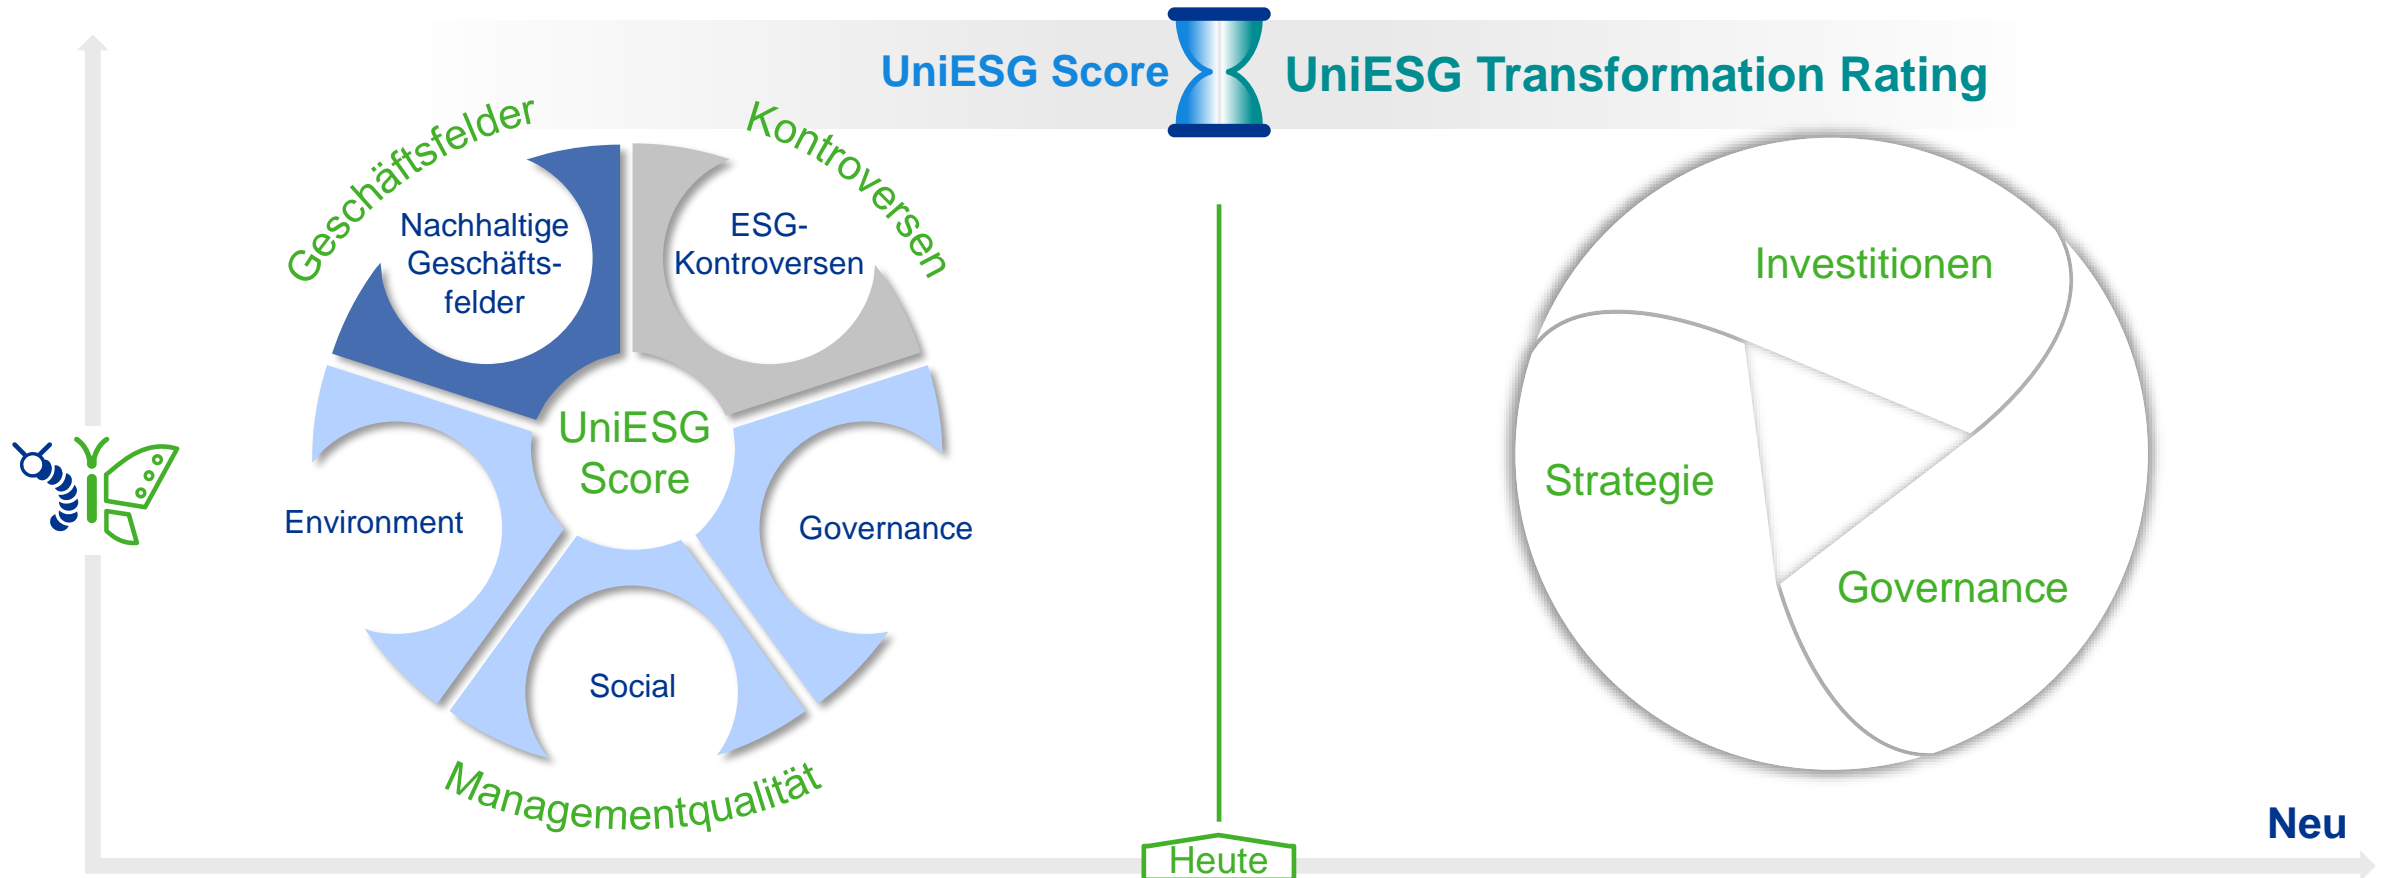 UniESG Score
UniESG Transformation Rating
Geschäftsfelder
Kontroversen
Nachhaltige
Geschäfts-
felder
ESG-
Kontroversen
UniESG
Score
Environment
Governance
Social
Managementqualität
Investitionen
Strategie
Governance
Neu
Heute